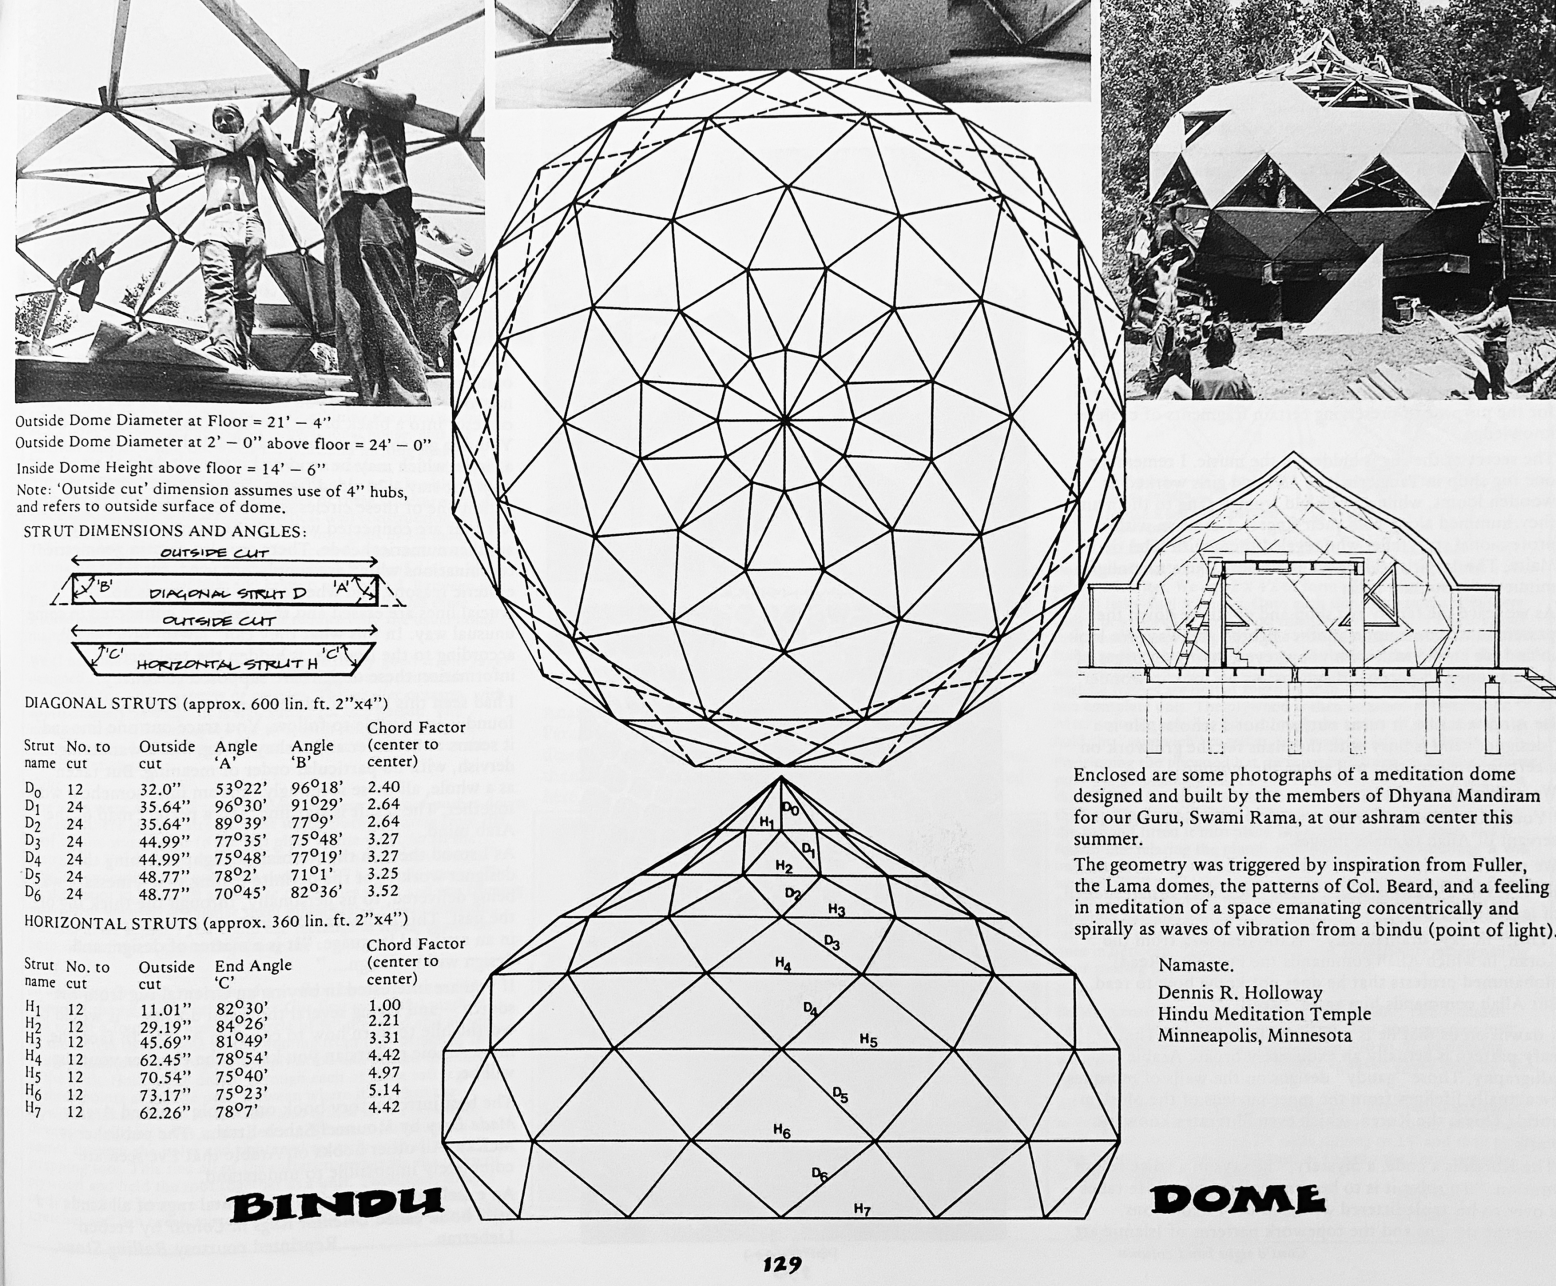 Outside Dome Diameter at Floor = 21' – 4"
Outside Dome Diameter at 2' – 0" above floor = 24' – 0"
Inside Dome Height above floor = 14' – 6"
Note: 'Outside cut' dimension assumes use of 4" hubs,
and refers to outside surface of dome.
STRUT DIMENSIONS AND ANGLES:
OUTSIDE CUT
'B' DIAGONAL STRUT D 'A'
OUTSIDE CUT
'C' HORIZONTAL STRUT H 'C'
DIAGONAL STRUTS (approx. 600 lin. ft. 2"x4")
Strut name No. to cut Outside cut Angle 'A' Angle 'B' Chord Factor (center to center)
D0 12 32.0" 53°22' 96°18' 2.40
D1 24 35.64" 96°30' 91°29' 2.64
D2 24 35.64" 89°39' 77°9' 2.64
D3 24 44.99" 77°35' 75°48' 3.27
D4 24 44.99" 75°48' 77°19' 3.27
D5 24 48.77" 78°2' 71°1' 3.25
D6 24 48.77" 70°45' 82°36' 3.52
HORIZONTAL STRUTS (approx. 360 lin. ft. 2"x4")
Strut name No. to cut Outside cut End Angle 'C' Chord Factor (center to center)
H1 12 11.01" 82°30' 1.00
H2 12 29.19" 84°26' 2.21
H3 12 45.69" 81°49' 3.31
H4 12 62.45" 78°54' 4.42
H5 12 70.54" 75°40' 4.97
H6 12 73.17" 75°23' 5.14
H7 12 62.26" 78°7' 4.42
D0
H1
D1
H2
D2
H3
D3
H4
D4
H5
D5
H6
D6
H7
Enclosed are some photographs of a meditation dome
designed and built by the members of Dhyana Mandiram
for our Guru, Swami Rama, at our ashram center this
summer.
The geometry was triggered by inspiration from Fuller,
the Lama domes, the patterns of Col. Beard, and a feeling
in meditation of a space emanating concentrically and
spirally as waves of vibration from a bindu (point of light).
Namaste.
Dennis R. Holloway
Hindu Meditation Temple
Minneapolis, Minnesota
BINDU DOME
129